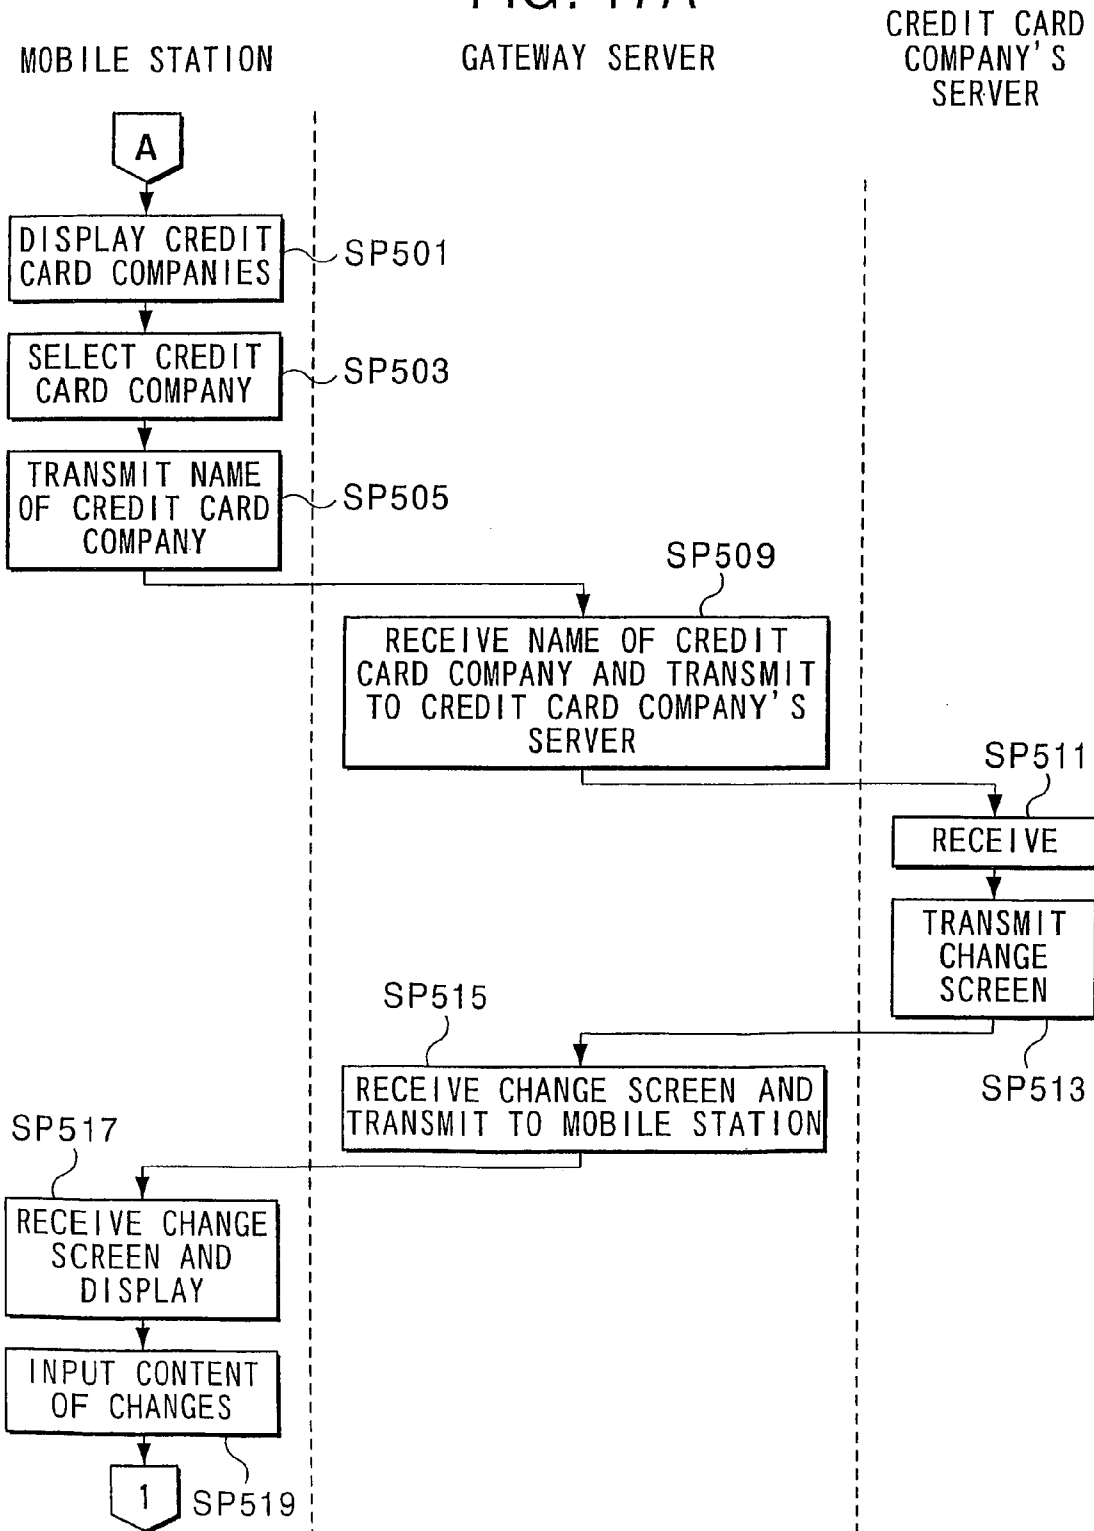 FIG. 17A
MOBILE STATION
GATEWAY SERVER
CREDIT CARD
COMPANY'S
SERVER
A
DISPLAY CREDIT
CARD COMPANIES
SP501
SELECT CREDIT
CARD COMPANY
SP503
TRANSMIT NAME
OF CREDIT CARD
COMPANY
SP505
SP509
RECEIVE NAME OF CREDIT
CARD COMPANY AND TRANSMIT
TO CREDIT CARD COMPANY'S
SERVER
SP511
RECEIVE
TRANSMIT
CHANGE
SCREEN
SP513
SP515
RECEIVE CHANGE SCREEN AND
TRANSMIT TO MOBILE STATION
SP517
RECEIVE CHANGE
SCREEN AND
DISPLAY
INPUT CONTENT
OF CHANGES
SP519
1